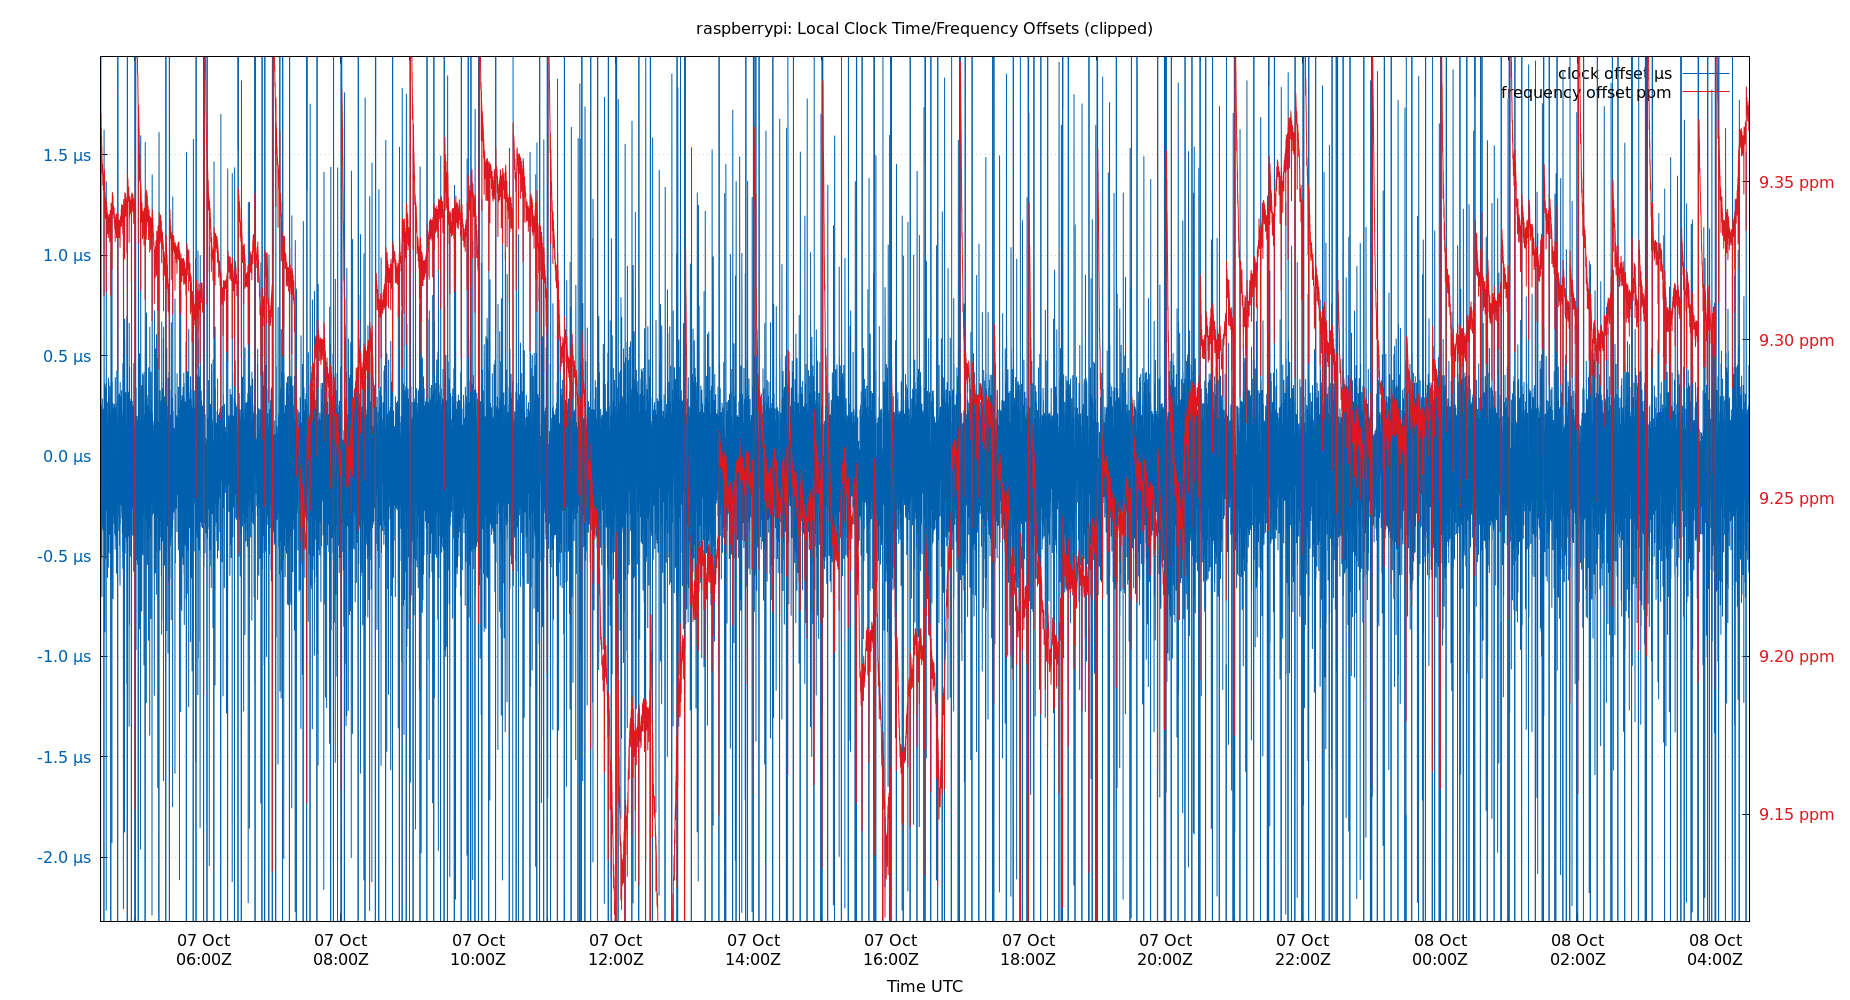 raspberrypi: Local Clock Time/Frequency Offsets (clipped)
clock offset µs
frequency offset ppm
1.5 µs
1.0 µs
0.5 µs
0.0 µs
-0.5 µs
-1.0 µs
-1.5 µs
-2.0 µs
9.35 ppm
9.30 ppm
9.25 ppm
9.20 ppm
9.15 ppm
07 Oct 07 Oct 07 Oct 07 Oct 07 Oct 07 Oct 07 Oct 07 Oct 07 Oct 08 Oct 08 Oct 08 Oct
06:00Z 08:00Z 10:00Z 12:00Z 14:00Z 16:00Z 18:00Z 20:00Z 22:00Z 00:00Z 02:00Z 04:00Z
Time UTC